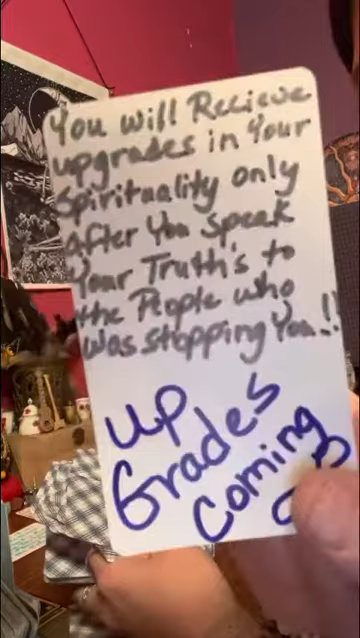 You will Recieve
upgrades in Your
Spirituality only
after You speak
Your Truth's to
the People who
was stopping You..!!
UP
Grades
Coming